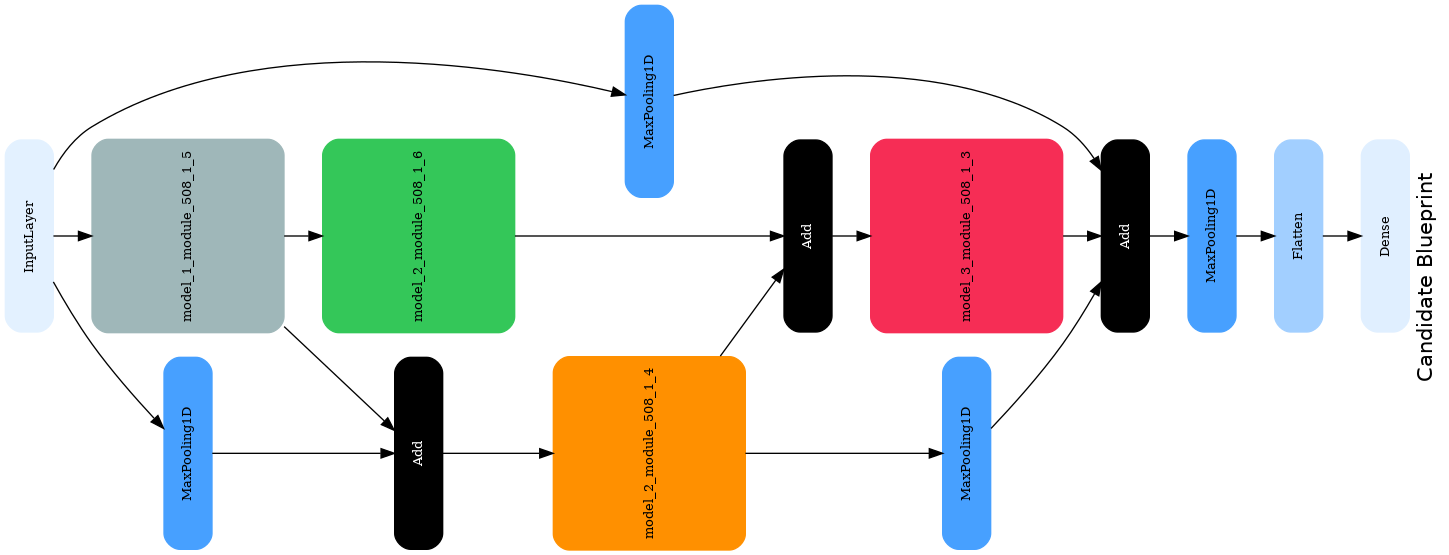 InputLayer
model_1_module_508_1_5
MaxPooling1D
model_2_module_508_1_6
Add
MaxPooling1D
model_2_module_508_1_4
Add
model_3_module_508_1_3
MaxPooling1D
Add
MaxPooling1D
Flatten
Dense
Candidate Blueprint